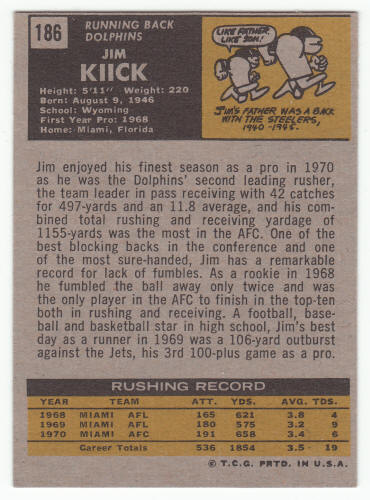 186
RUNNING BACK
DOLPHINS
JIM
KIICK
Height: 5'11" Weight: 220
Born: August 9, 1946
School: Wyoming
First Year Pro: 1968
Home: Miami, Florida
LIKE FATHER,
LIKE SON!
JIM'S FATHER WAS A BACK
WITH THE STEELERS,
1940-1945.
Jim enjoyed his finest season as a pro in 1970
as he was the Dolphins' second leading rusher,
the team leader in pass receiving with 42 catches
for 497-yards and an 11.8 average, and his com-
bined total rushing and receiving yardage of
1155-yards was the most in the AFC. One of the
best blocking backs in the conference and one of
the most sure-handed, Jim has a remarkable
record for lack of fumbles. As a rookie in 1968
he fumbled the ball away only twice and was
the only player in the AFC to finish in the top-ten
both in rushing and receiving. A football, base-
ball and basketball star in high school, Jim's best
day as a runner in 1969 was a 106-yard outburst
against the Jets, his 3rd 100-plus game as a pro.
RUSHING RECORD
YEAR TEAM ATT. YDS. AVG. TDS.
1968 MIAMI AFL 165 621 3.8 4
1969 MIAMI AFL 180 575 3.2 9
1970 MIAMI AFC 191 658 3.4 6
Career Totals 536 1854 3.5 19
© T.C.G. PRTD. IN U.S.A.